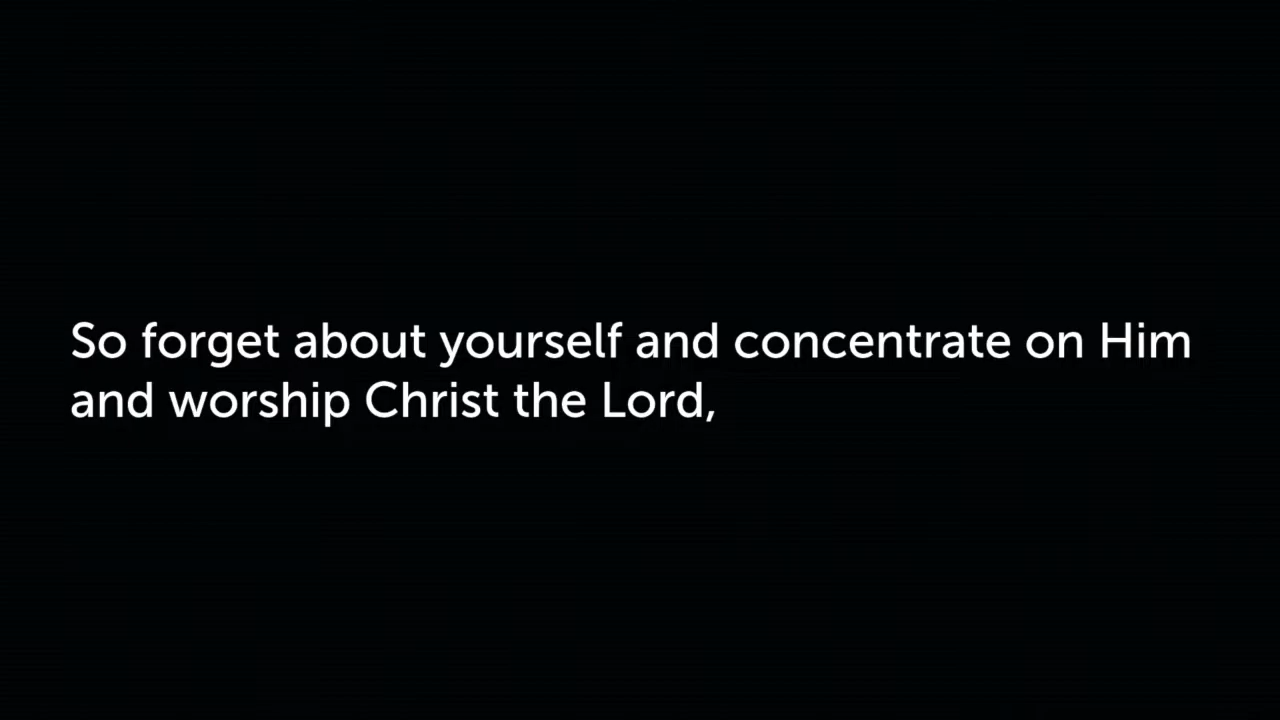 So forget about yourself and concentrate on Him
and worship Christ the Lord,